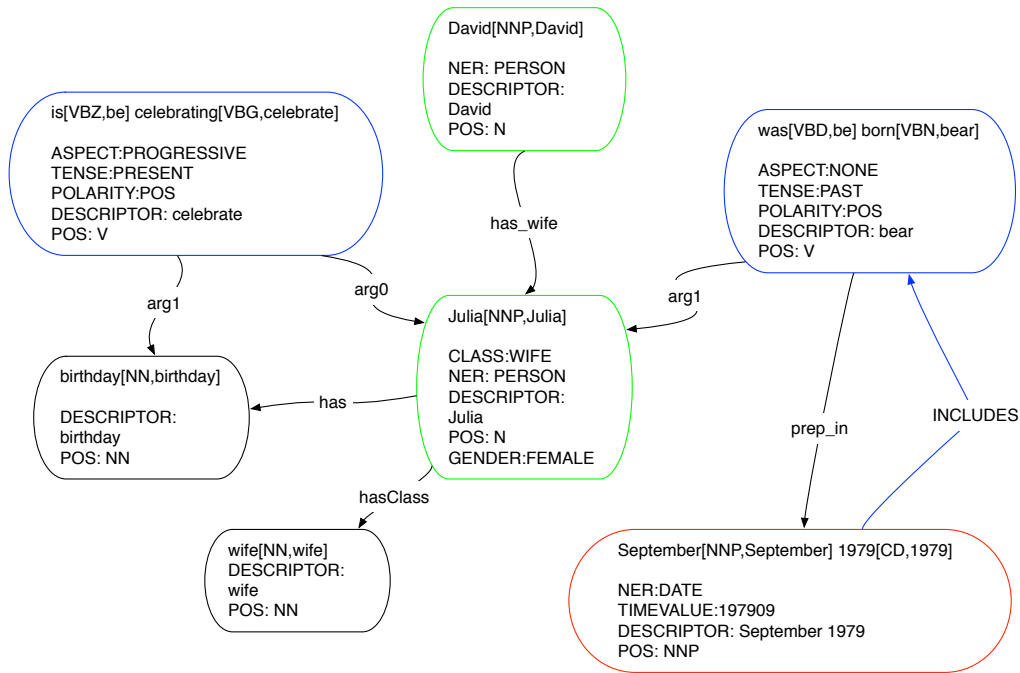 David[NNP,David]
NER: PERSON
DESCRIPTOR:
David
POS: N
is[VBZ,be] celebrating[VBG,celebrate]
ASPECT:PROGRESSIVE
TENSE:PRESENT
POLARITY:POS
DESCRIPTOR: celebrate
POS: V
was[VBD,be] born[VBN,bear]
ASPECT:NONE
TENSE:PAST
POLARITY:POS
DESCRIPTOR: bear
POS: V
has_wife
arg1
arg0
arg1
Julia[NNP,Julia]
CLASS:WIFE
NER: PERSON
DESCRIPTOR:
Julia
POS: N
GENDER:FEMALE
birthday[NN,birthday]
DESCRIPTOR:
birthday
POS: NN
has
prep_in
INCLUDES
hasClass
wife[NN,wife]
DESCRIPTOR:
wife
POS: NN
September[NNP,September] 1979[CD,1979]
NER:DATE
TIMEVALUE:197909
DESCRIPTOR: September 1979
POS: NNP